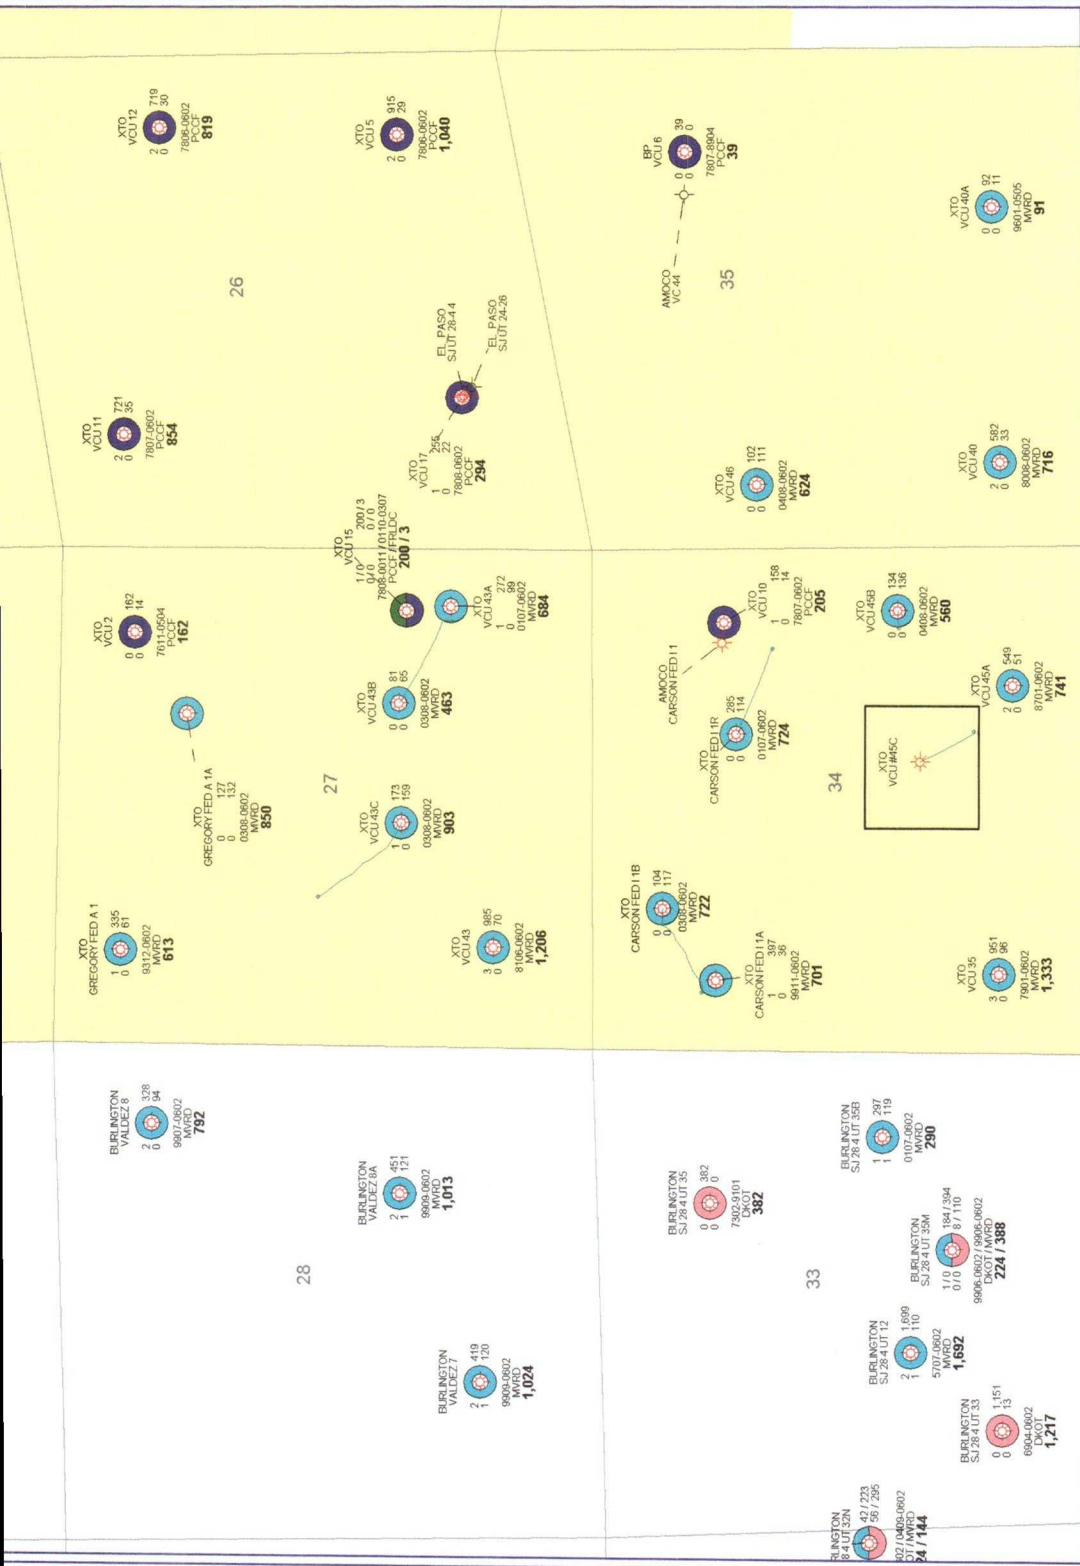 BURLINGTON
VALDEZ 8
2 328
0 94
9907-0602
MVRD
792
XTO
GREGORY FED A 1
1 335
0 61
9312-0602
MVRD
613
XTO
VCU 2
0 162
0 14
7611-0504
PCCF
162
XTO
VCU 11
2 721
0 35
7807-0602
PCCF
854
XTO
VCU 12
2 719
0 30
7806-0602
PCCF
819
XTO
GREGORY FED A 1A
0 127
0 132
0308-0602
MVRD
850
28
27
26
BURLINGTON
VALDEZ 7
2 419
1 120
9909-0602
MVRD
1,024
BURLINGTON
VALDEZ 8A
2 451
1 121
9909-0602
MVRD
1,013
XTO
VCU 43
3 985
0 70
8106-0602
MVRD
1,206
XTO
VCU 43C
1 173
0 159
0308-0602
MVRD
903
XTO
VCU 43B
0 81
0 65
0308-0602
MVRD
463
XTO
VCU 15
1 / 0 200 / 3
0 / 0 0 / 0
7808-0011 / 0110-0307
PCCF / FRLDC
200 / 3
XTO
VCU 43A
1 272
0 99
0107-0602
MVRD
684
XTO
VCU 17
1 255
0 22
7808-0602
PCCF
294
EL PASO
SJ UT 28-4 4
EL PASO
SJ UT 24-26
XTO
VCU 5
2 915
0 29
7806-0602
PCCF
1,040
BURLINGTON
SJ 28 4 UT 35
0 382
0 0
7302-9101
DKOT
382
XTO
CARSON FED I 1B
0 104
0 117
0308-0602
MVRD
722
XTO
CARSON FED I 1A
1 397
0 36
9911-0602
MVRD
701
XTO
CARSON FED I 1R
0 285
0 114
0107-0602
MVRD
724
AMOCO
CARSON FED I 1
XTO
VCU 10
1 158
0 14
7807-0602
PCCF
205
XTO
VCU 46
0 102
0 111
0408-0602
MVRD
624
AMOCO
VC 44
BP
VCU 6
0 39
0 0
7807-8904
PCCF
39
33
34
35
RLINGTON
8 4 UT 32N
42 / 223
56 / 295
02 / 0409-0602
OT / MVRD
24 / 144
BURLINGTON
SJ 28 4 UT 33
0 1,151
0 13
6904-0602
DKOT
1,217
BURLINGTON
SJ 28 4 UT 12
2 1,699
1 110
5707-0602
MVRD
1,692
BURLINGTON
SJ 28 4 UT 35M
1 / 0 184 / 394
0 / 0 8 / 110
9906-0602 / 9906-0602
DKOT / MVRD
224 / 388
BURLINGTON
SJ 28 4 UT 35B
1 297
1 119
0107-0602
MVRD
290
XTO
VCU 35
3 951
0 96
7901-0602
MVRD
1,333
XTO
VCU #45C
XTO
VCU 45A
2 549
0 51
8701-0602
MVRD
741
XTO
VCU 45B
0 134
0 136
0408-0602
MVRD
560
XTO
VCU 40
2 582
0 33
8008-0602
MVRD
716
XTO
VCU 40A
0 92
0 11
9601-0505
MVRD
91